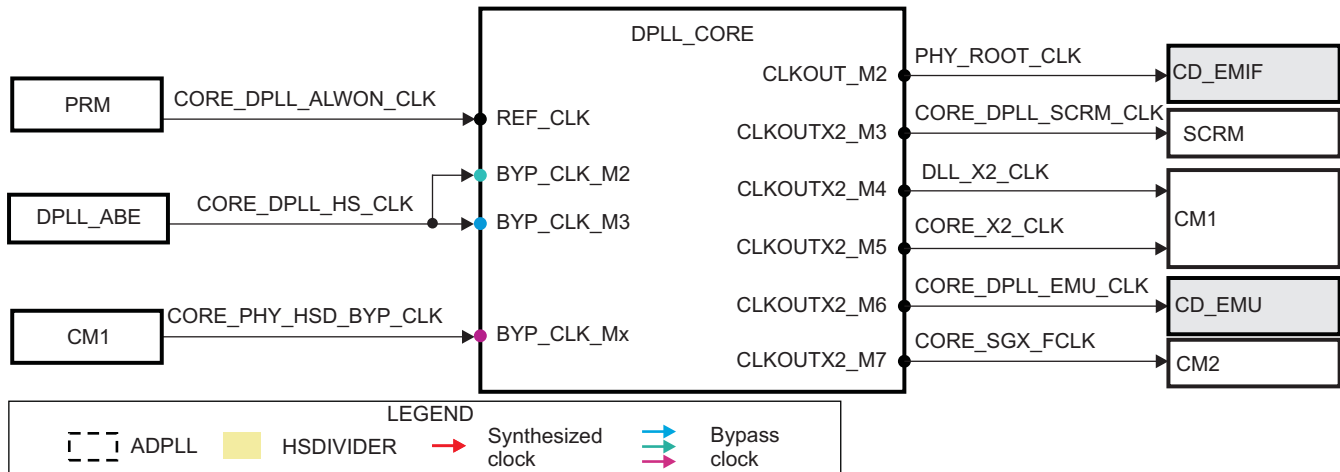 DPLL_CORE
PRM
CORE_DPLL_ALWON_CLK
REF_CLK
DPLL_ABE
CORE_DPLL_HS_CLK
BYP_CLK_M2
BYP_CLK_M3
CM1
CORE_PHY_HSD_BYP_CLK
BYP_CLK_Mx
CLKOUT_M2
PHY_ROOT_CLK
CD_EMIF
CLKOUTX2_M3
CORE_DPLL_SCRM_CLK
SCRM
CLKOUTX2_M4
DLL_X2_CLK
CLKOUTX2_M5
CORE_X2_CLK
CM1
CLKOUTX2_M6
CORE_DPLL_EMU_CLK
CD_EMU
CLKOUTX2_M7
CORE_SGX_FCLK
CM2
LEGEND
ADPLL
HSDIVIDER
Synthesized
clock
Bypass
clock